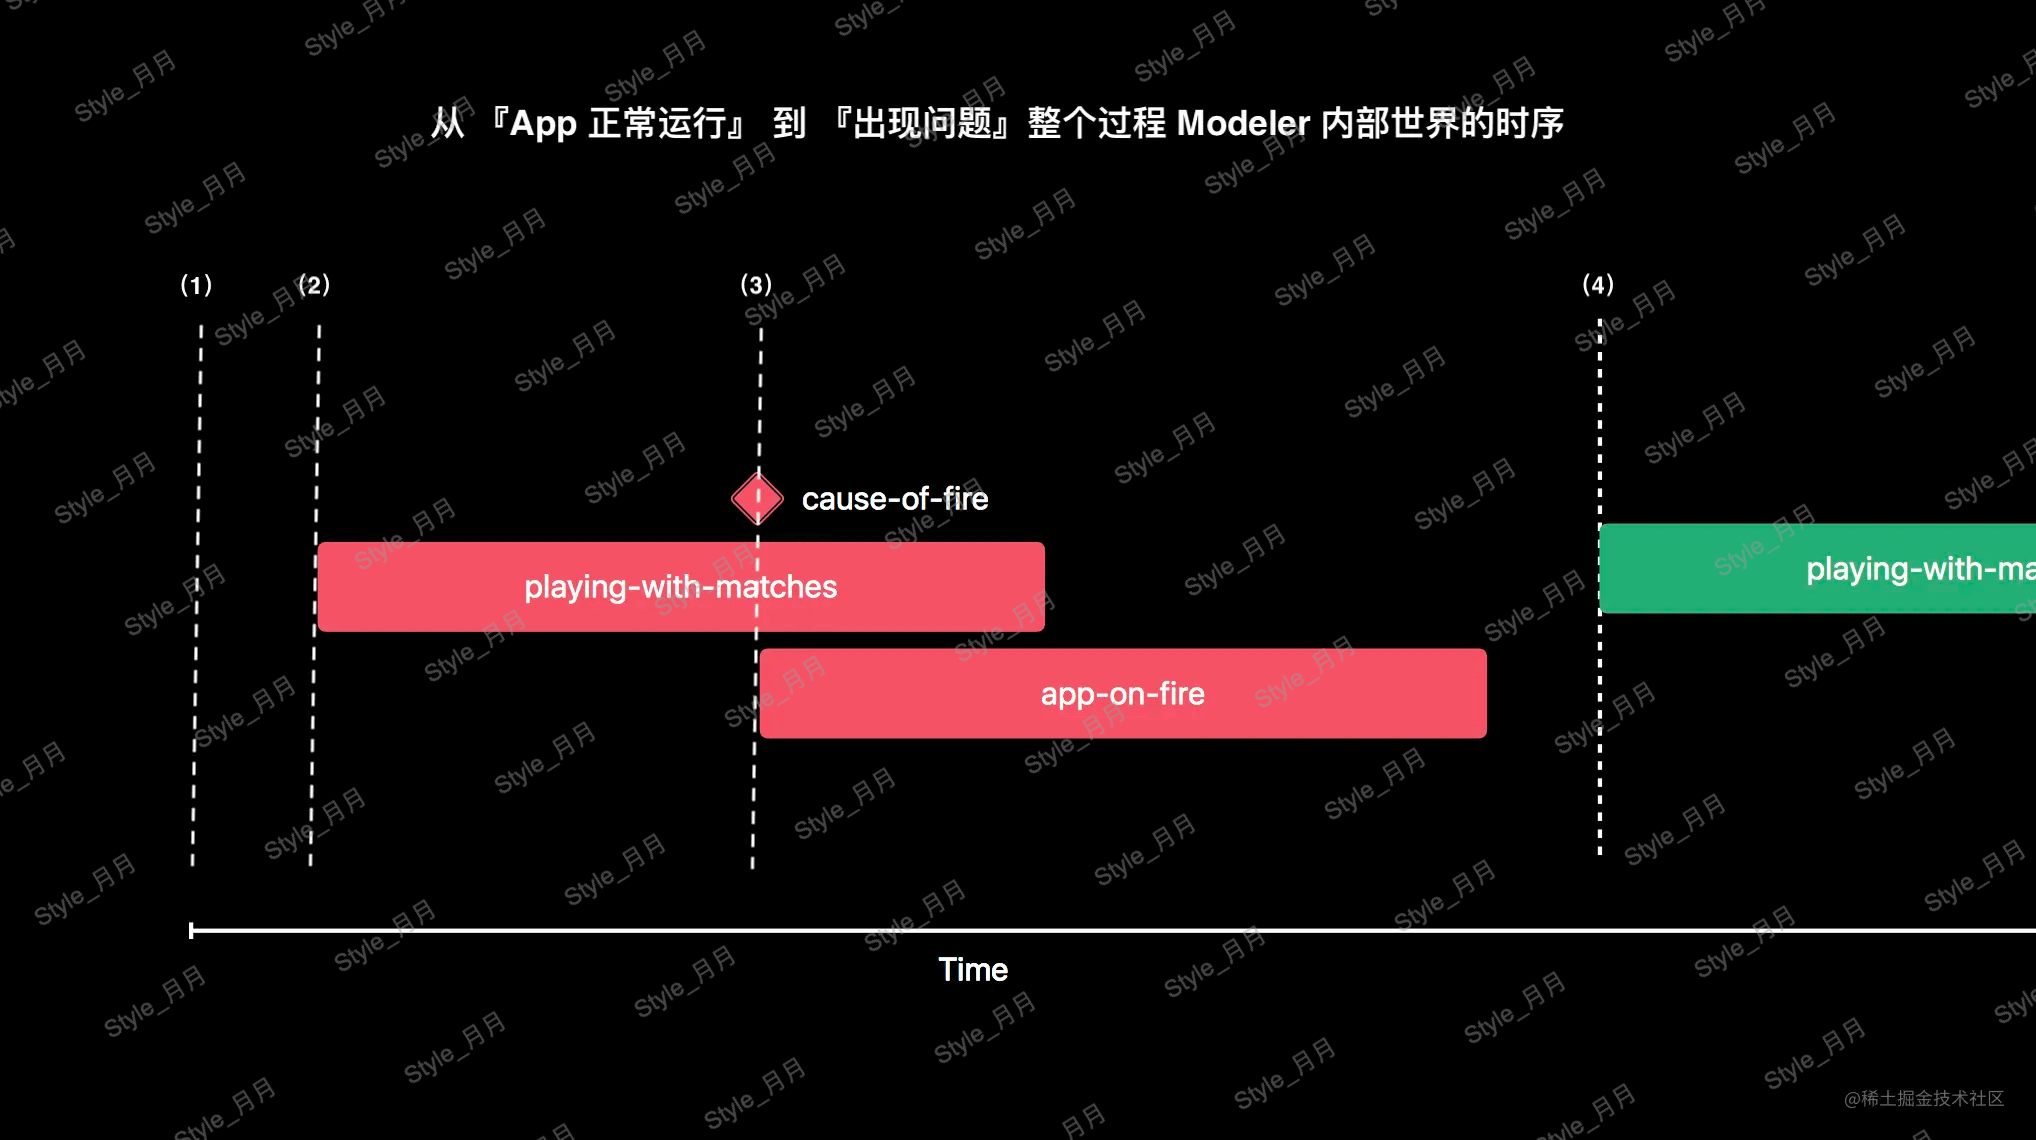 从 『App 正常运行』 到 『出现问题』整个过程 Modeler 内部世界的时序
(1) (2) (3) (4)
cause-of-fire
playing-with-matches
playing-with-ma
app-on-fire
Time
Style_月月
@稀土掘金技术社区